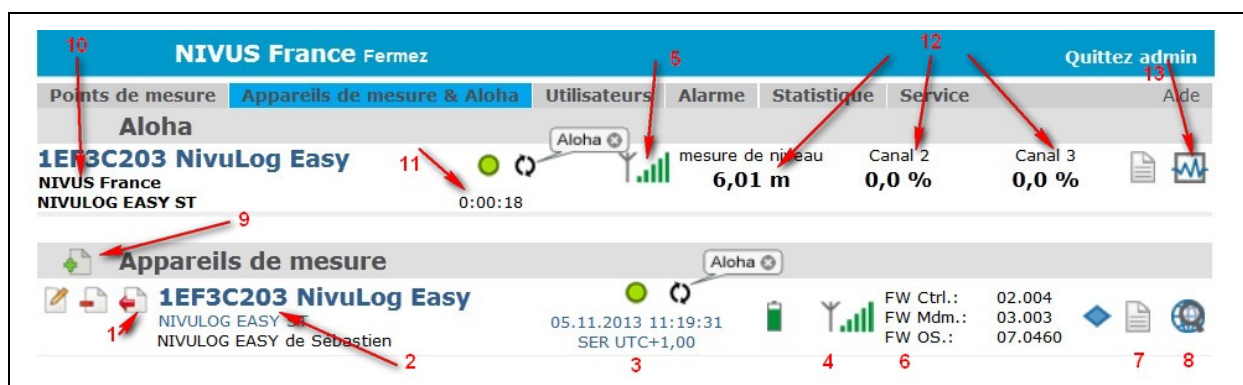 10 NIVUS France Fermez 5 12 Quittez admin
13
Points de mesure Appareils de mesure & Aloha Utilisateurs Alarme Statistique Service Aide
Aloha
Aloha
1EF3C203 NivuLog Easy 11 mesure de niveau Canal 2 Canal 3
NIVUS France 6,01 m 0,0 % 0,0 %
NIVULOG EASY ST 0:00:18
9
Appareils de mesure Aloha
1EF3C203 NivuLog Easy FW Ctrl.: 02.004
NIVULOG EASY ST 05.11.2013 11:19:31 FW Mdm.: 03.003
1 NIVULOG EASY de Sébastien SER UTC+1,00 FW OS.: 07.0460
2 3 4 6 7 8